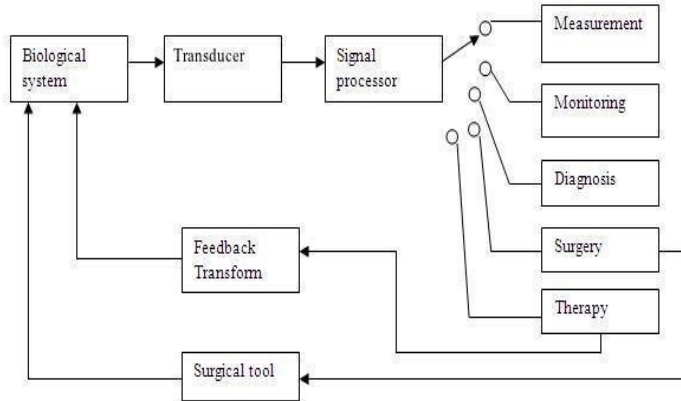 Biological
system
Transducer
Signal
processor
Measurement
Monitoring
Diagnosis
Surgery
Therapy
Feedback
Transform
Surgical tool